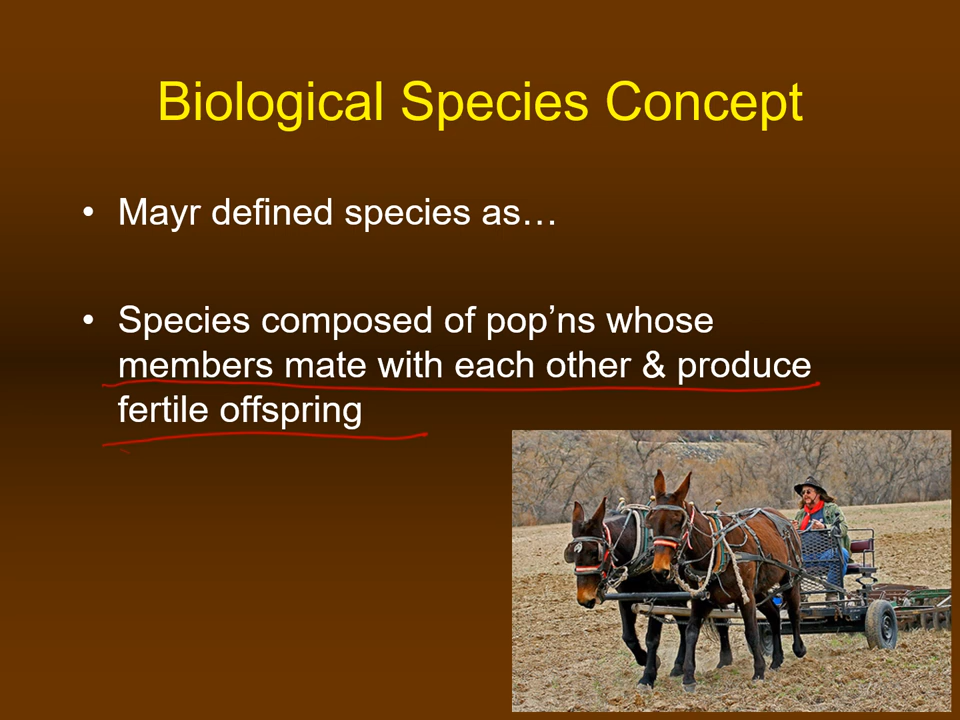 Biological Species Concept
• Mayr defined species as…
• Species composed of pop’ns whose
members mate with each other & produce
fertile offspring